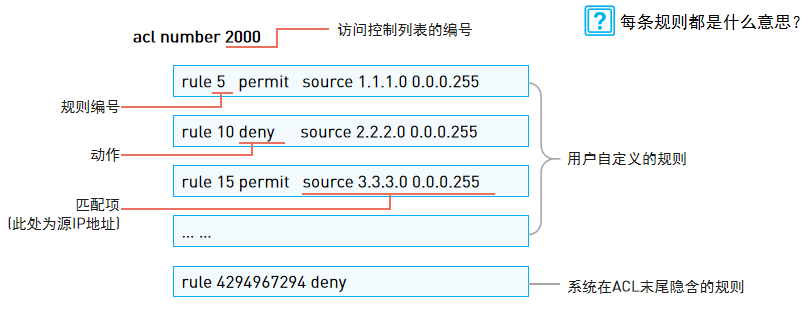 ? 每条规则都是什么意思?
acl number 2000
访问控制列表的编号
rule 5 permit source 1.1.1.0 0.0.0.255
规则编号
rule 10 deny source 2.2.2.0 0.0.0.255
动作
用户自定义的规则
rule 15 permit source 3.3.3.0 0.0.0.255
匹配项
(此处为源IP地址)
... ...
rule 4294967294 deny
系统在ACL末尾隐含的规则